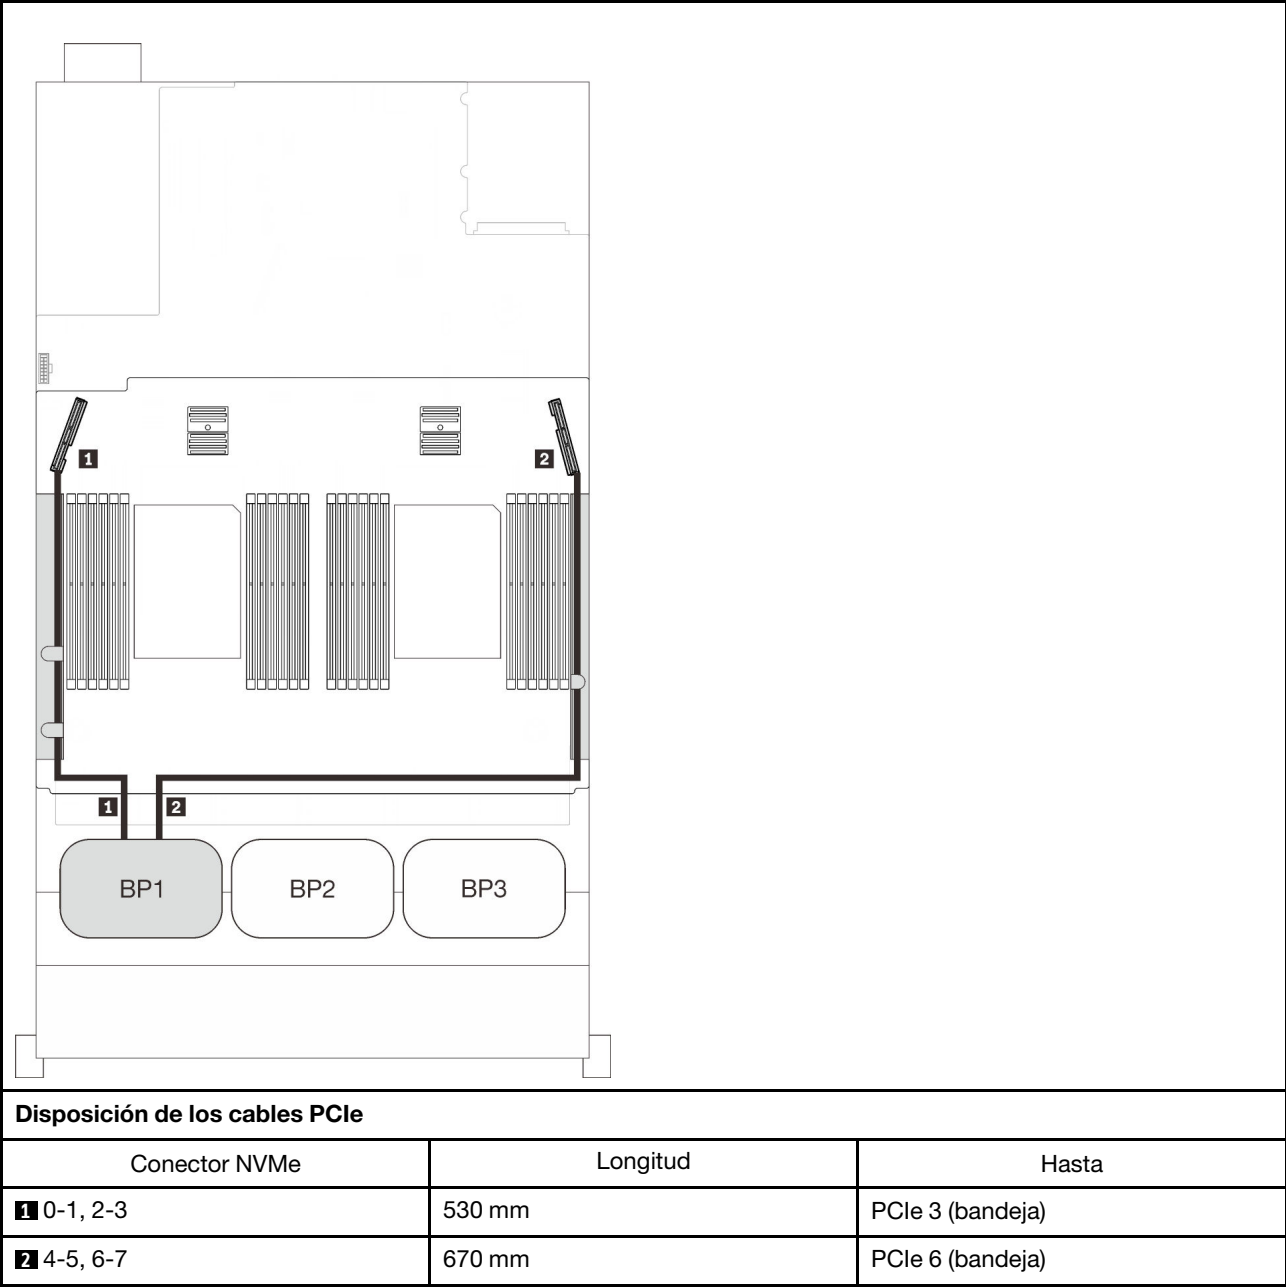 1
2
1
2
BP1
BP2
BP3
Disposición de los cables PCIe
Conector NVMe
Longitud
Hasta
1 0-1, 2-3
530 mm
PCIe 3 (bandeja)
2 4-5, 6-7
670 mm
PCIe 6 (bandeja)